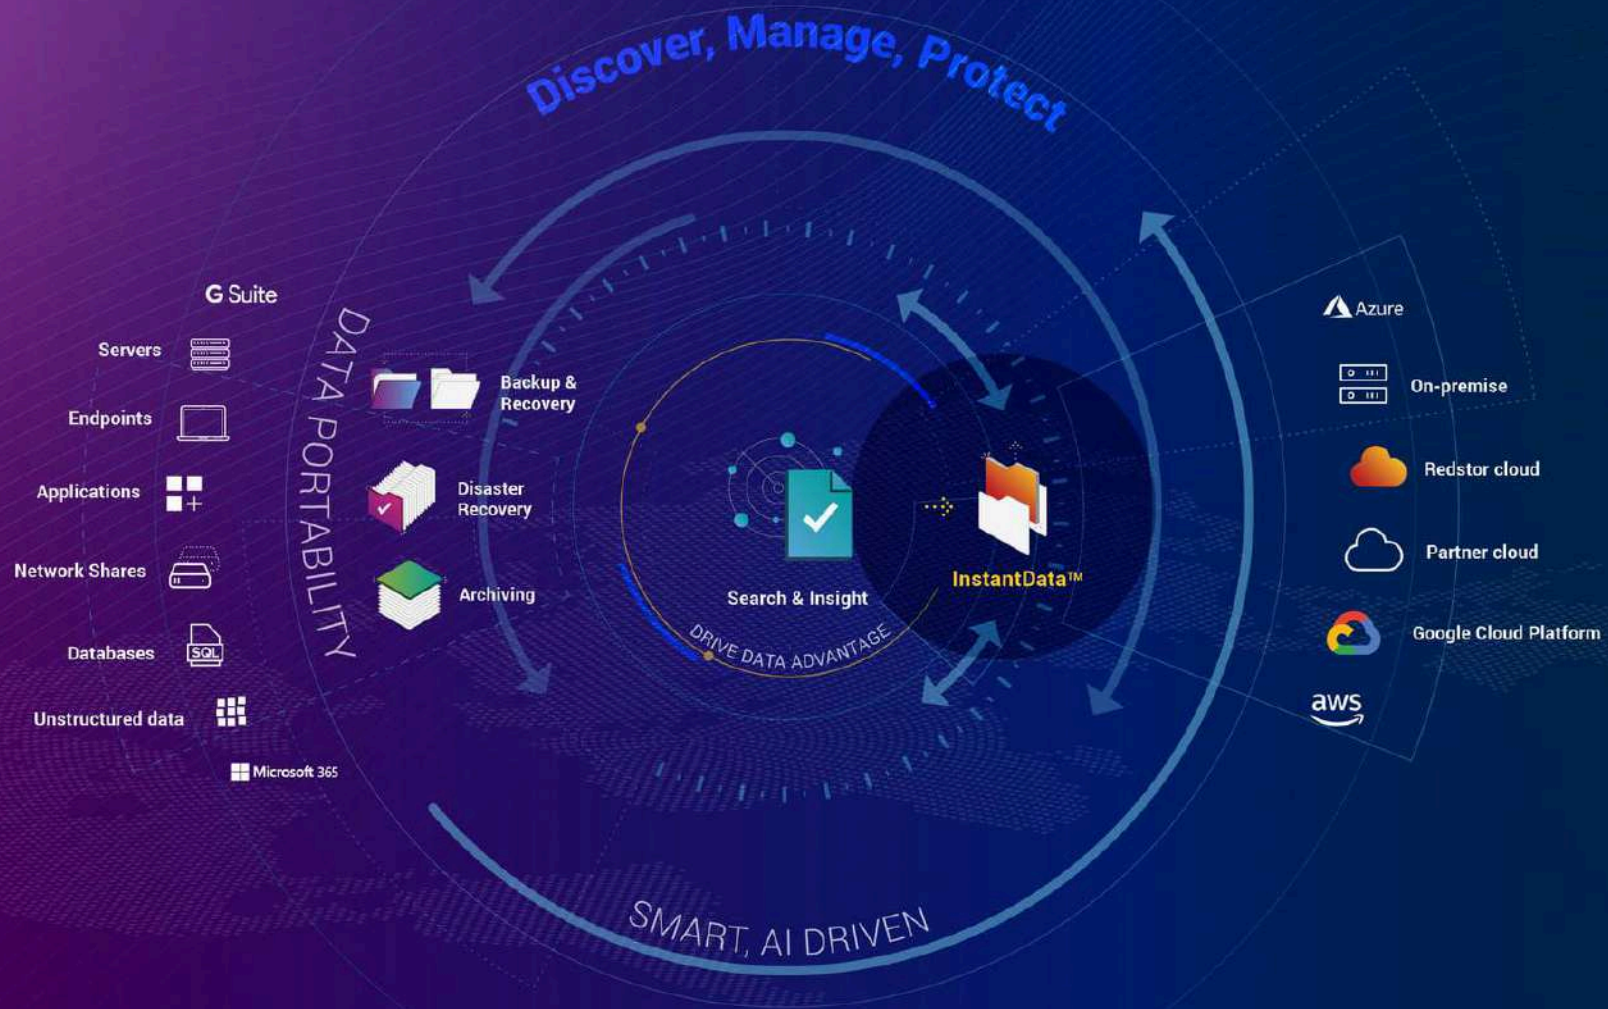 Discover, Manage, Protect
G Suite
Servers
Endpoints
Applications
Network Shares
Databases
SQL
Unstructured data
Microsoft 365
DATA PORTABILITY
Backup &
Recovery
Disaster
Recovery
Archiving
Search & Insight
DRIVE DATA ADVANTAGE
InstantData™
SMART, AI DRIVEN
Azure
On-premise
Redstor cloud
Partner cloud
Google Cloud Platform
aws